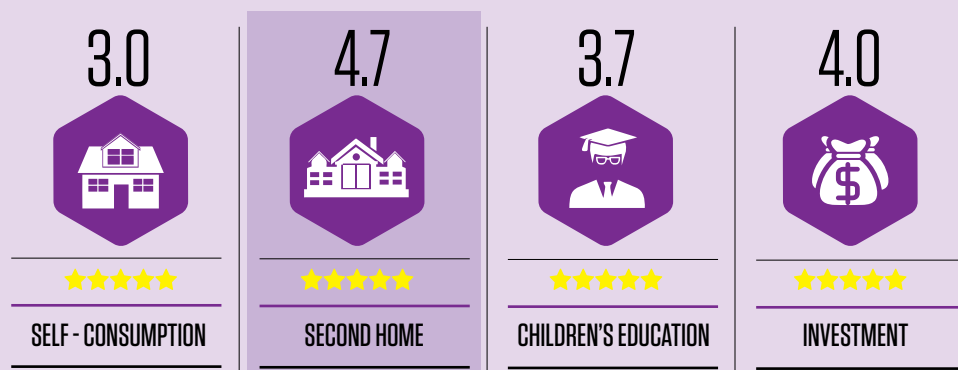 3.0
4.7
3.7
4.0
$
SELF - CONSUMPTION
SECOND HOME
CHILDREN'S EDUCATION
INVESTMENT